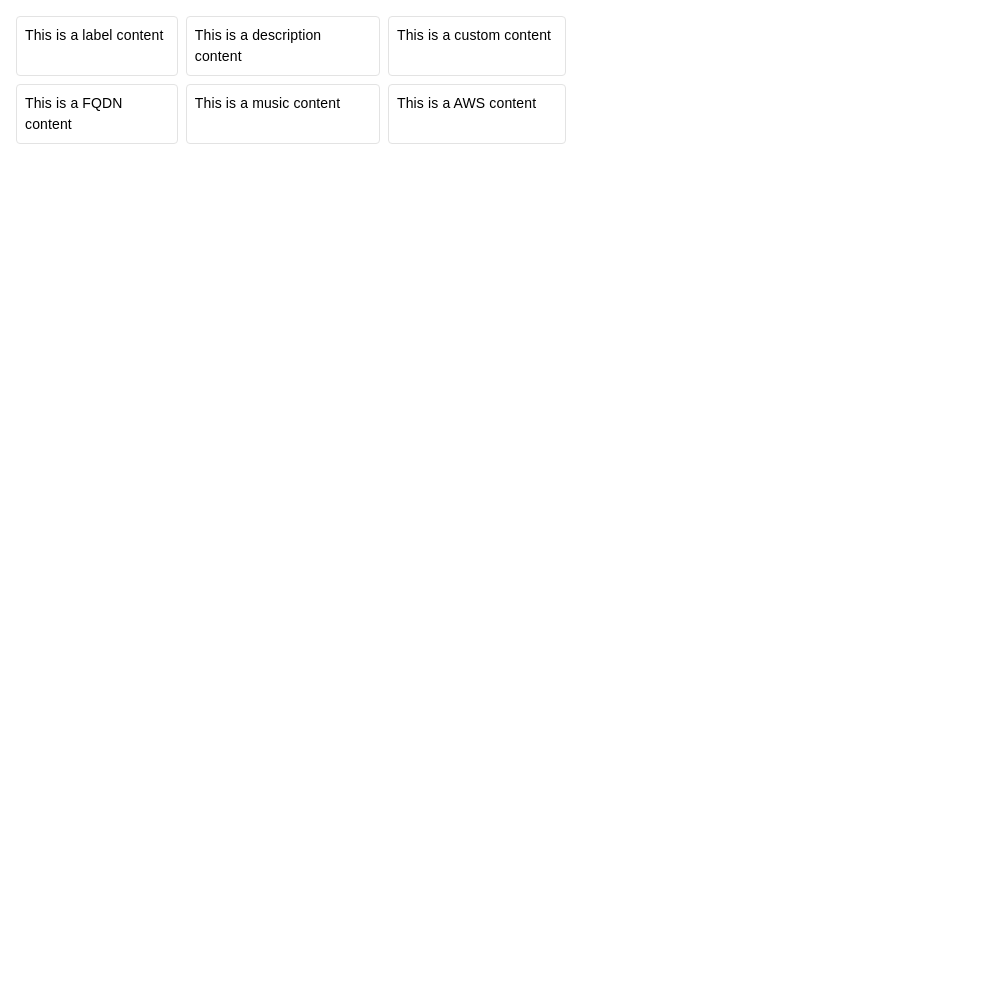 This is a label content
This is a description
content
This is a custom content
This is a FQDN
content
This is a music content
This is a AWS content